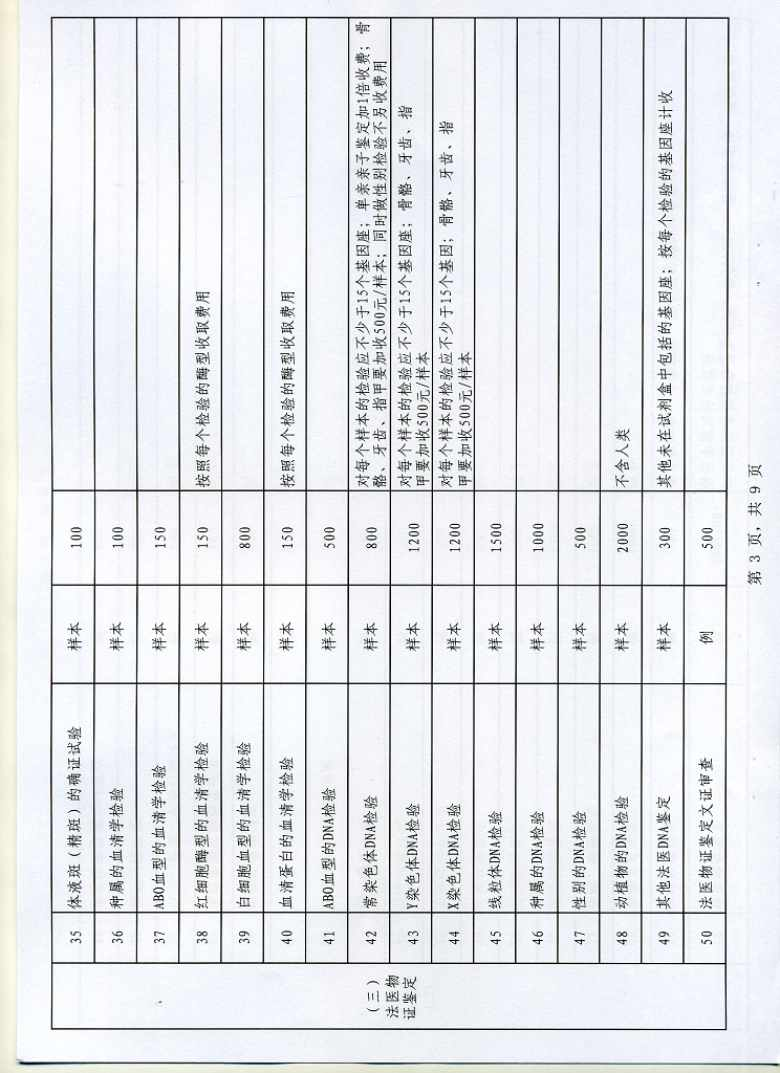 (三)
法医物
证鉴定
35 体液斑(精斑)的确证试验 样本 100
36 种属的血清学检验 样本 100
37 ABO血型的血清学检验 样本 150
38 红细胞酶型的血清学检验 样本 150 按照每个检验的酶型收取费用
39 白细胞血型的血清学检验 样本 800
40 血清蛋白的血清学检验 样本 150 按照每个检验的酶型收取费用
41 ABO血型的DNA检验 样本 500
42 常染色体DNA检验 样本 800 对每个样本的检验应不少于15个基因座;单亲亲子鉴定加1倍收费;骨
骼、牙齿、指甲要加收500元/样本;同时做性别检验不另收费用
43 Y染色体DNA检验 样本 1200 对每个样本的检验应不少于15个基因座;骨骼、牙齿、指
甲要加收500元/样本
44 X染色体DNA检验 样本 1200 对每个样本的检验应不少于15个基因;骨骼、牙齿、指
甲要加收500元/样本
45 线粒体DNA检验 样本 1500
46 种属的DNA检验 样本 1000
47 性别的DNA检验 样本 500
48 动植物的DNA检验 样本 2000 不含人类
49 其他法医DNA鉴定 样本 300 其他未在试剂盒中包括的基因座;按每个检验的基因座计收
50 法医物证鉴定文证审查 例 500
第 3 页,共 9 页